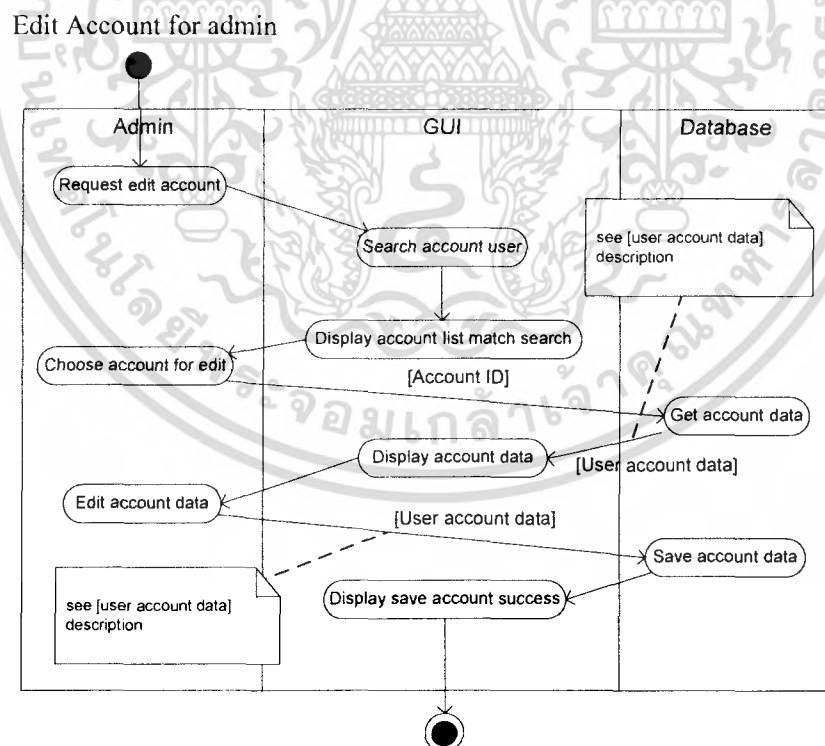 Edit Account for admin
Admin
GUI
Database
Request edit account
Search account user
see [user account data]
description
Display account list match search
Choose account for edit
[Account ID]
Get account data
Display account data
[User account data]
Edit account data
[User account data]
Save account data
see [user account data]
description
Display save account success